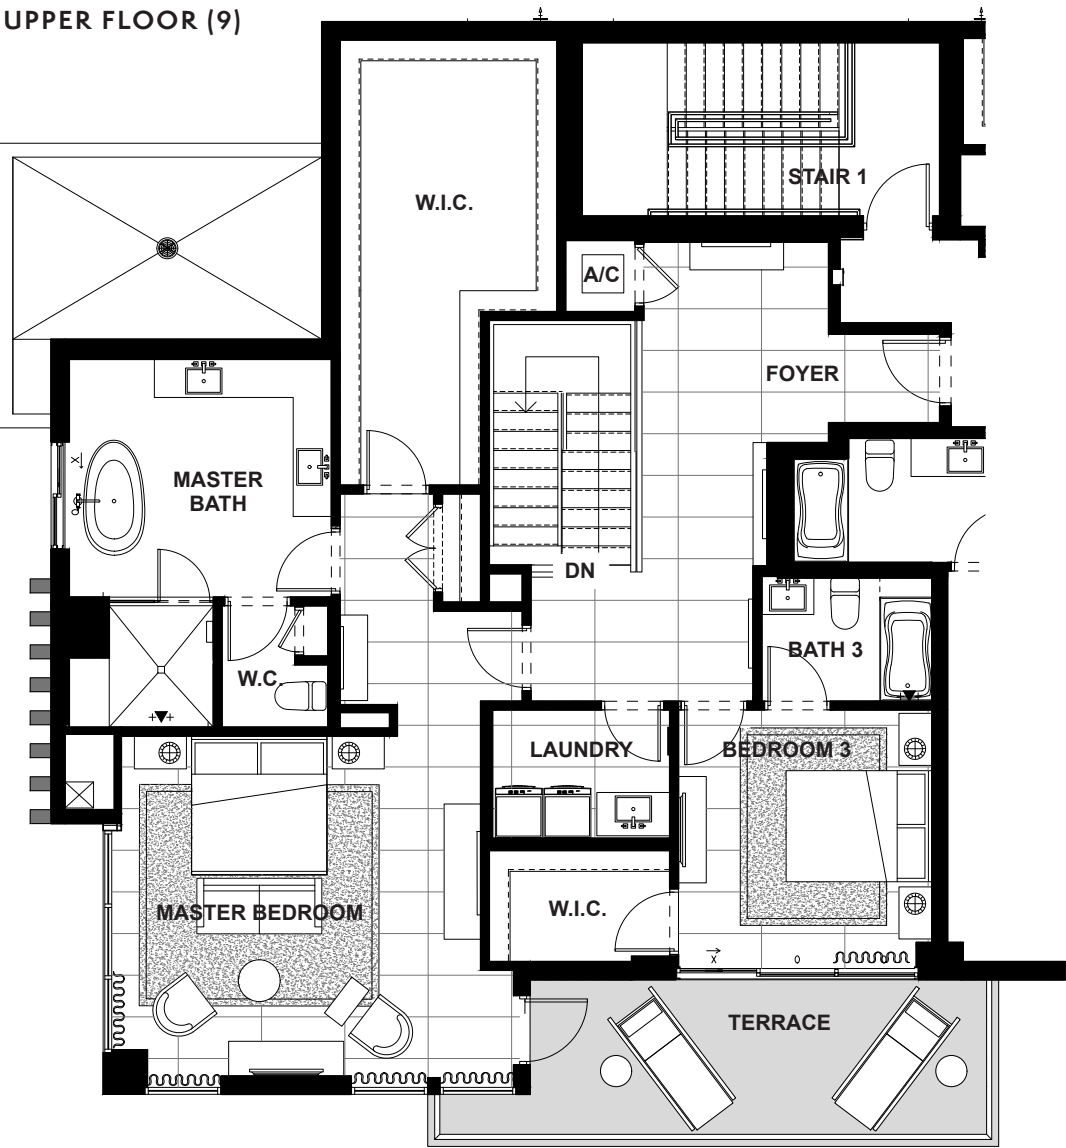 UPPER FLOOR (9)
STAIR 1
W.I.C.
A/C
FOYER
MASTER
BATH
DN
BATH 3
W.C.
LAUNDRY
BEDROOM 3
W.I.C.
MASTER BEDROOM
TERRACE
X
X
O